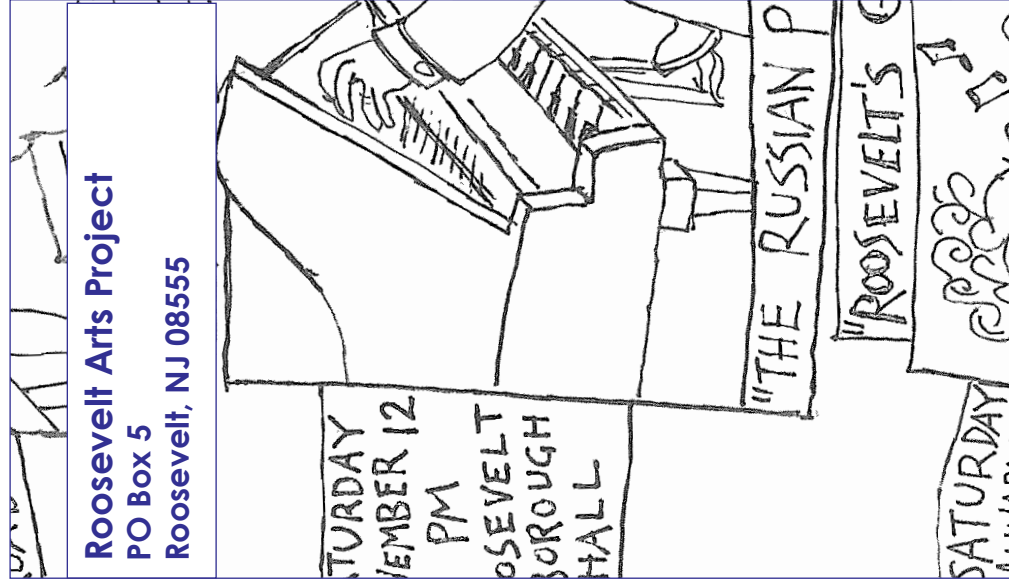 Roosevelt Arts Project
PO Box 5
Roosevelt, NJ 08555
TURDAY
EMBER 12
PM
OSEVELT
BOROUGH
HALL
"THE RUSSIAN P
"ROOSEVELT'S
SATURDAY